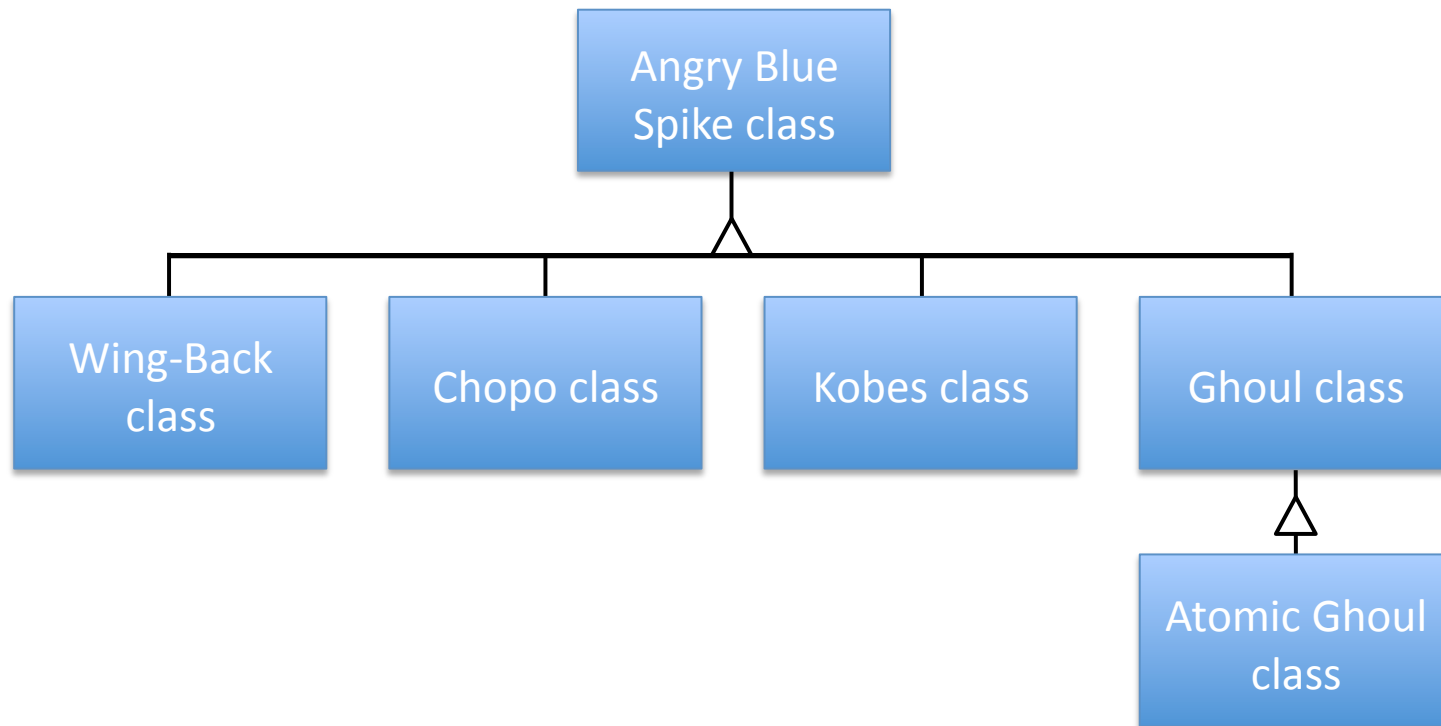 Angry Blue
Spike class
Wing-Back
class
Chopo class
Kobes class
Ghoul class
Atomic Ghoul
class